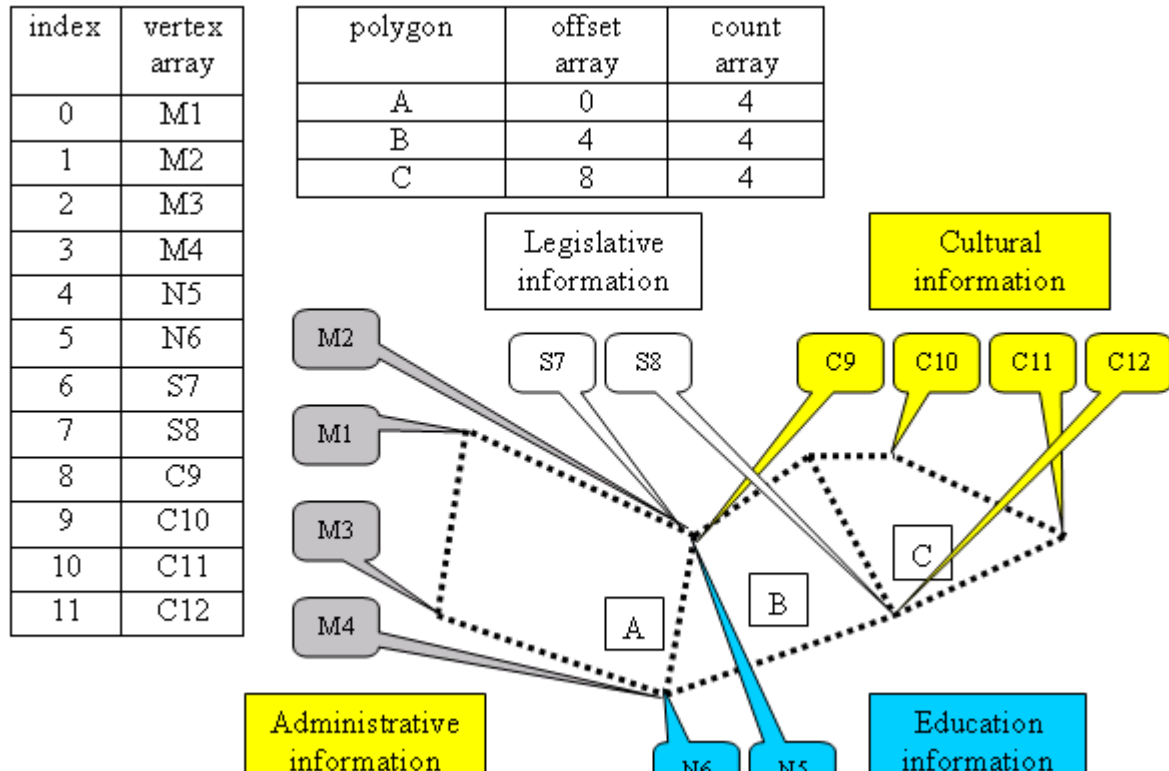 index vertex array
0 M1
1 M2
2 M3
3 M4
4 N5
5 N6
6 S7
7 S8
8 C9
9 C10
10 C11
11 C12
polygon offset array count array
A 0 4
B 4 4
C 8 4
Legislative
information
Cultural
information
M2
S7
S8
C9
C10
C11
C12
M1
M3
M4
A
B
C
Administrative
information
N6
N5
Education
information